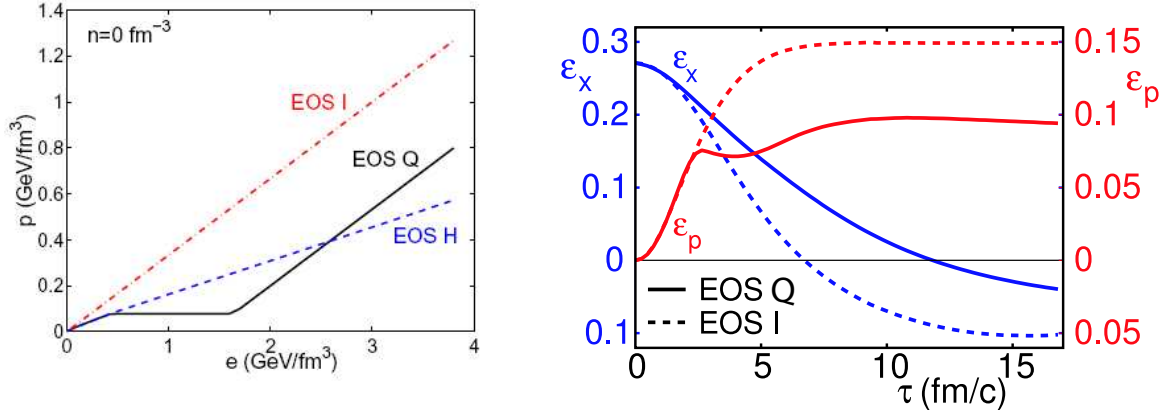 n=0 fm⁻³
1.4
1.2
1
0.8
0.6
0.4
0.2
0
p (GeV/fm³)
EOS I
EOS Q
EOS H
0 1 2 3 4
e (GeV/fm³)
0.3
0.2
0.1
0
0.1
εₓ
εₓ
εₚ
EOS Q
EOS I
0.15
0.1
0.05
0
0.05
εₚ
0 5 10 15
τ (fm/c)